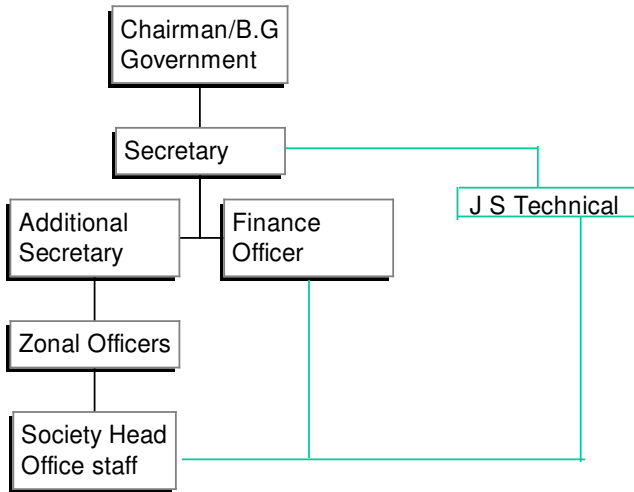 Chairman/B.G
Government
Secretary
J S Technical
Additional
Secretary
Finance
Officer
Zonal Officers
Society Head
Office staff